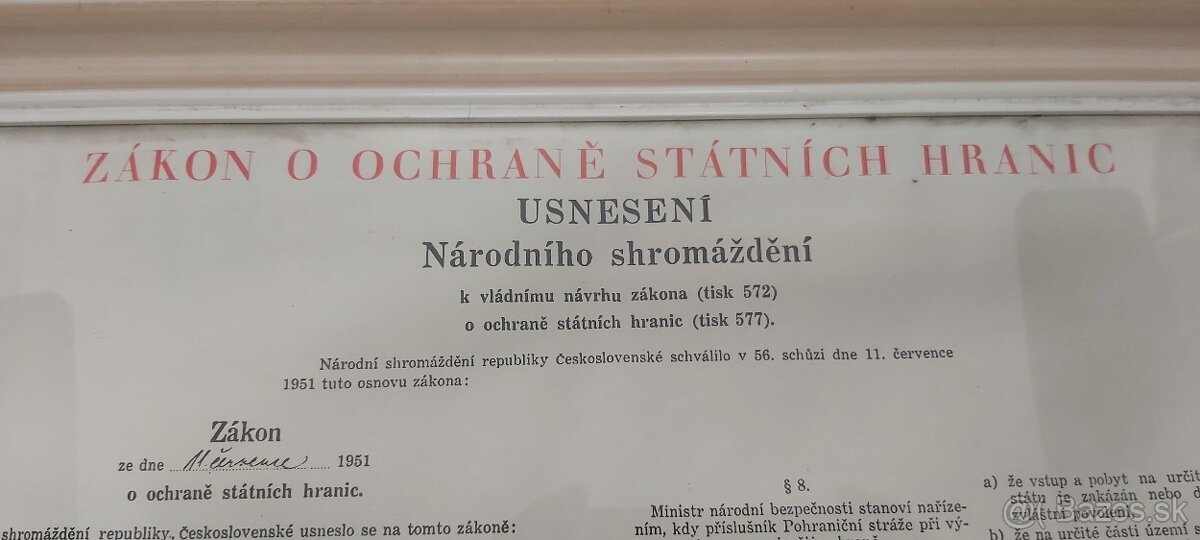 ZÁKON O OCHRANĚ STÁTNÍCH HRANIC
USNESENÍ
Národního shromáždění
k vládnímu návrhu zákona (tisk 572)
o ochraně státních hranic (tisk 577).
Národní shromáždění republiky Československé schválilo v 56. schůzi dne 11. července
1951 tuto osnovu zákona:
Zákon
ze dne 11. července 1951
o ochraně státních hranic.
shromáždění republiky Československé usneslo se na tomto zákoně:
§ 8.
Ministr národní bezpečnosti stanoví naříze-
ním, kdy příslušník Pohraniční stráže při vý-
a) že vstup a pobyt na určit
státu je zakázán nebo d
zvláštní povolení,
b) že na určité části území s
Bazos.sk